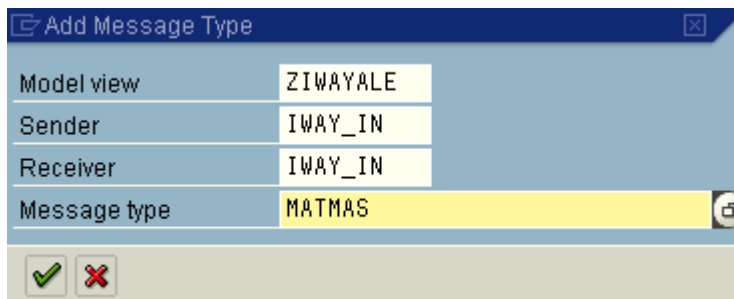 Add Message Type
Model view ZIWAYALE
Sender IWAY_IN
Receiver IWAY_IN
Message type MATMAS